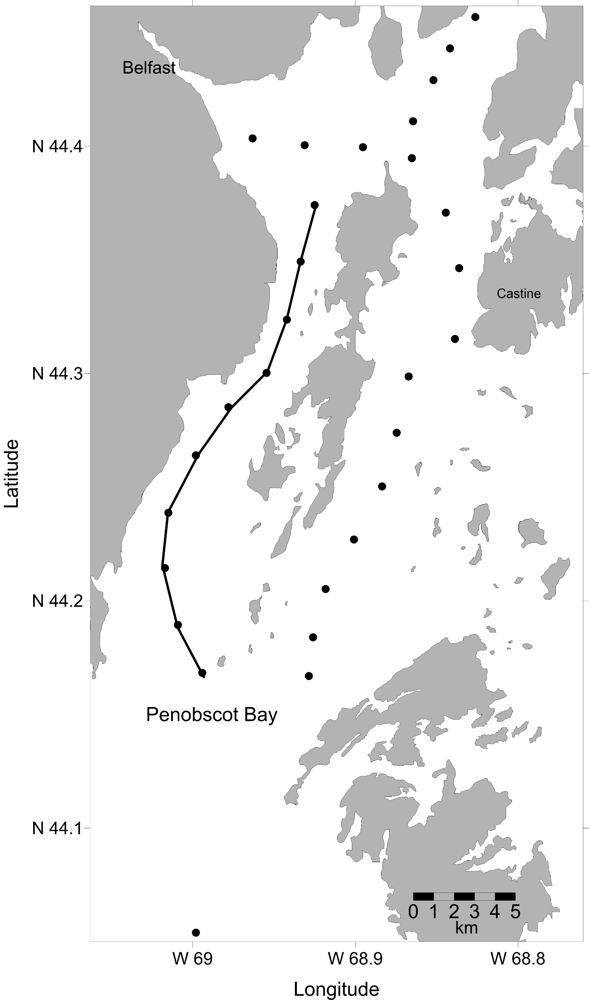 Belfast
N 44.4
Castine
N 44.3
Latitude
N 44.2
Penobscot Bay
N 44.1
0 1 2 3 4 5
km
W 69 W 68.9 W 68.8
Longitude